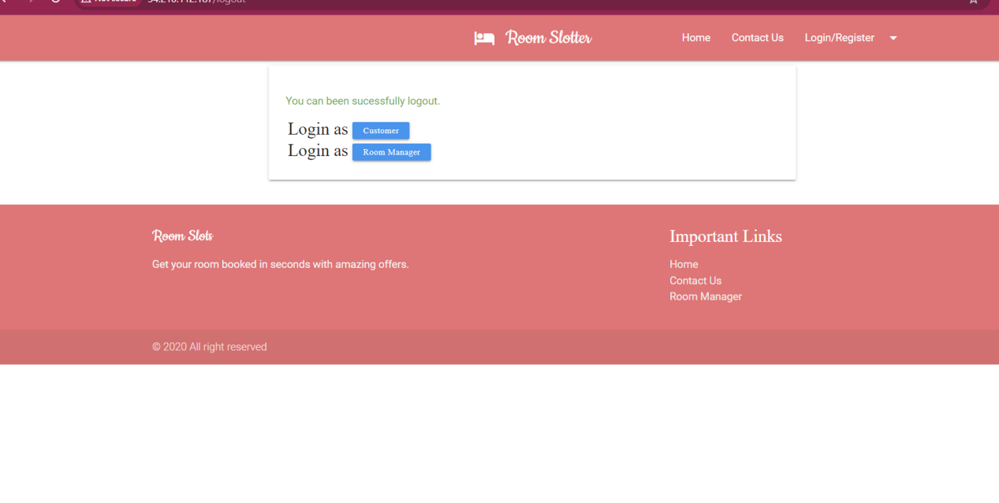 Room Slotter
Home Contact Us Login/Register
You can been sucessfully logout.
Login as Customer
Login as Room Manager
Room Slots
Get your room booked in seconds with amazing offers.
Important Links
Home
Contact Us
Room Manager
© 2020 All right reserved